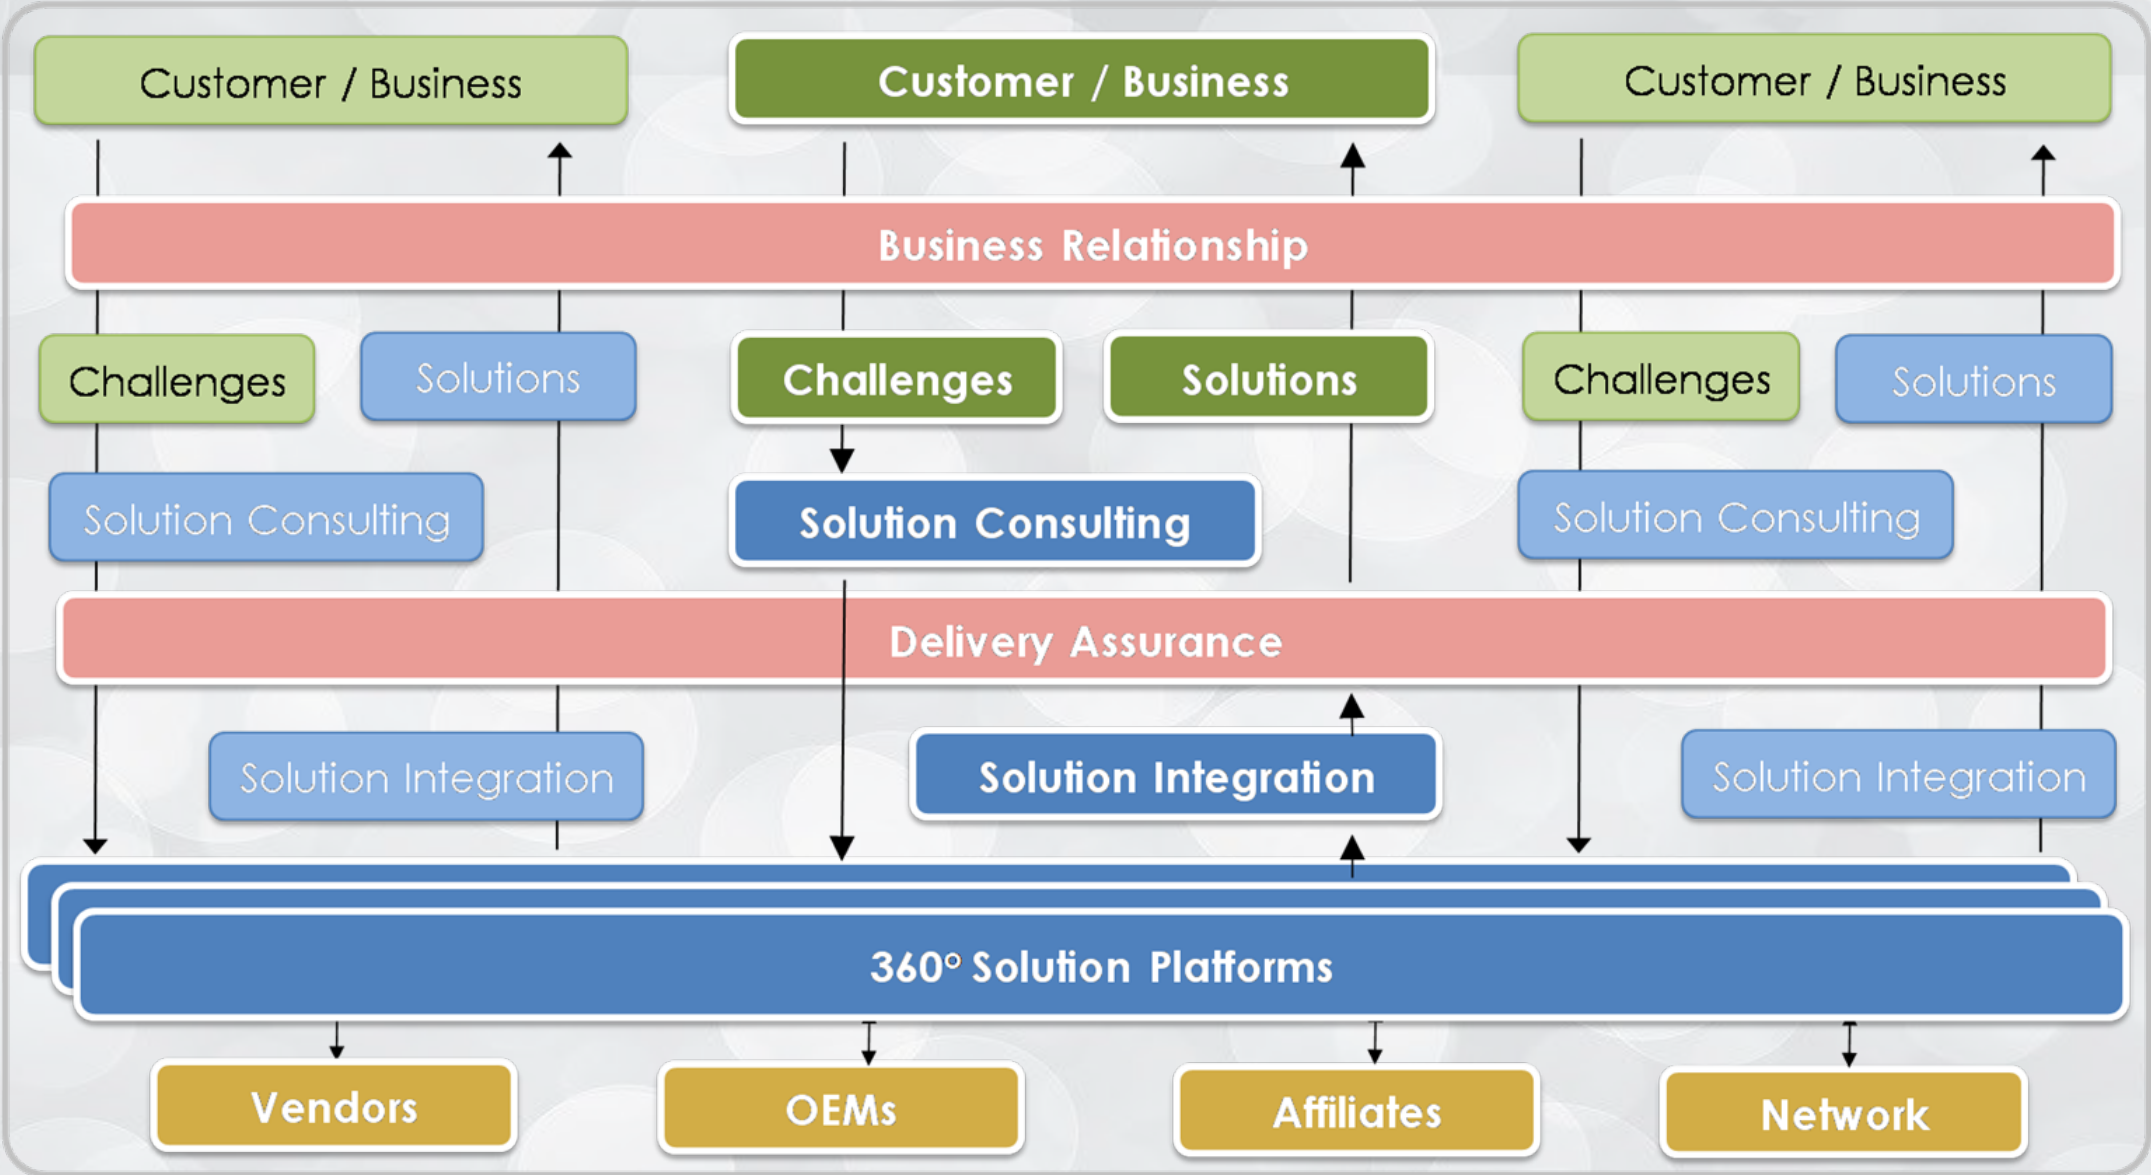 Customer / Business
Customer / Business
Customer / Business
Business Relationship
Challenges
Solutions
Challenges
Solutions
Challenges
Solutions
Solution Consulting
Solution Consulting
Solution Consulting
Delivery Assurance
Solution Integration
Solution Integration
Solution Integration
360° Solution Platforms
Vendors
OEMs
Affiliates
Network